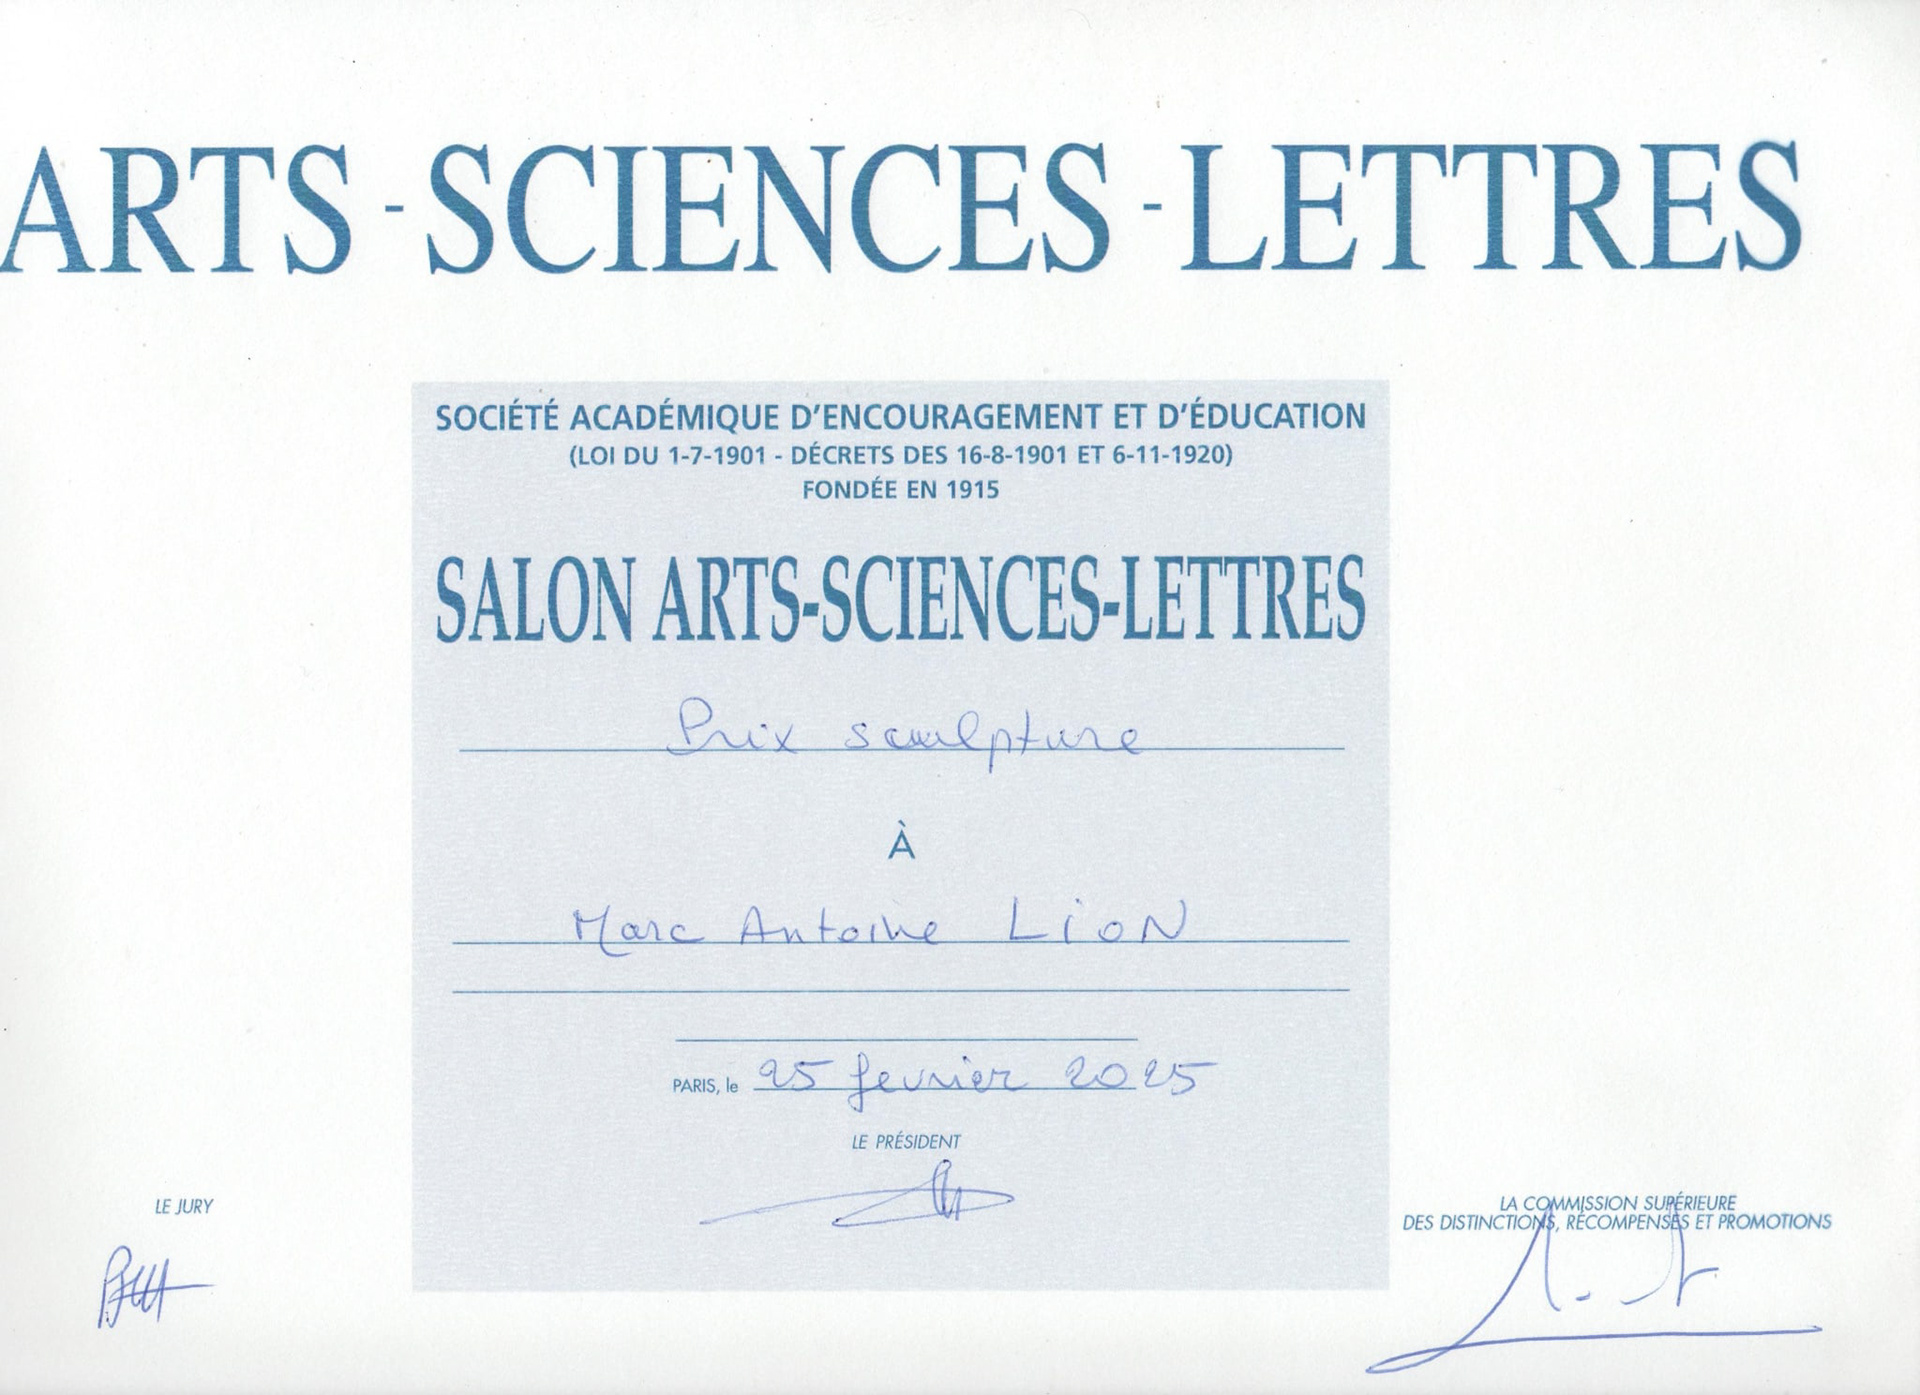 ARTS - SCIENCES - LETTRES
SOCIÉTÉ ACADÉMIQUE D'ENCOURAGEMENT ET D'ÉDUCATION
(LOI DU 1-7-1901 - DÉCRETS DES 16-8-1901 ET 6-11-1920)
FONDÉE EN 1915
SALON ARTS-SCIENCES-LETTRES
Prix sculpture
À
Marc Antoine LiON
PARIS, le 25 fevrier 2025
LE PRÉSIDENT
LE JURY
LA COMMISSION SUPÉRIEURE
DES DISTINCTIONS, RÉCOMPENSES ET PROMOTIONS